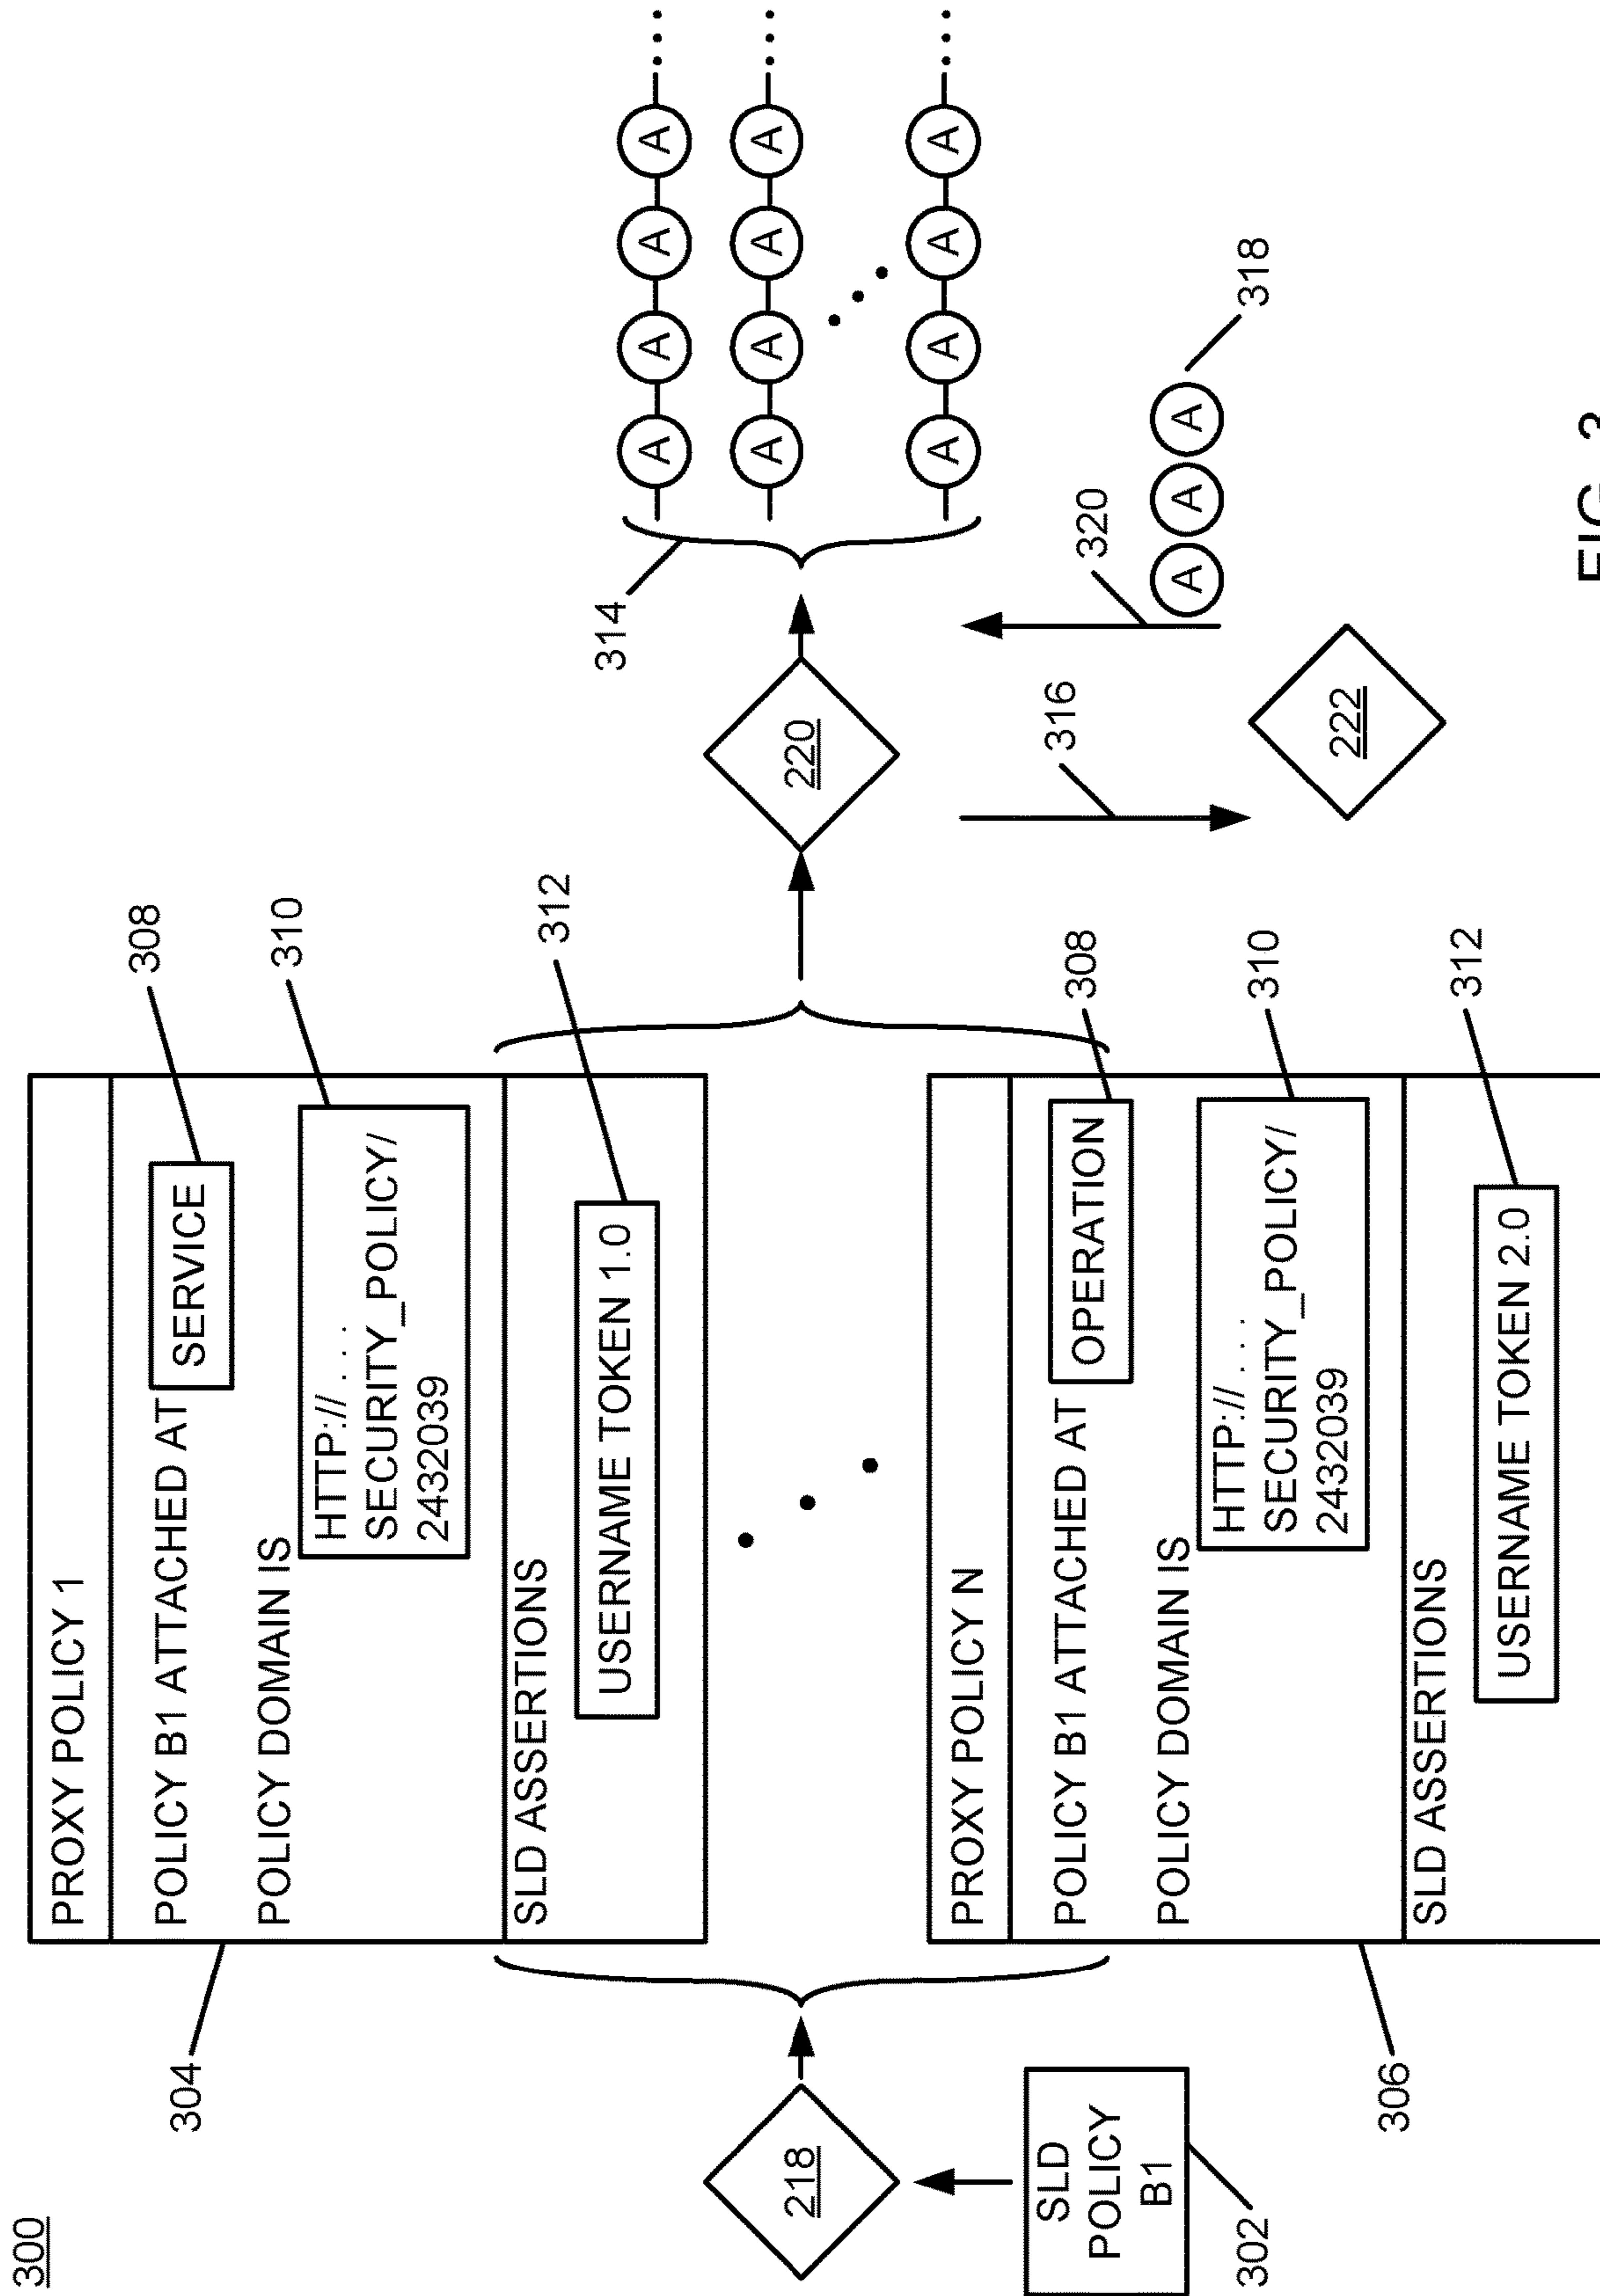 300
304
PROXY POLICY 1
POLICY B1 ATTACHED AT SERVICE
308
POLICY DOMAIN IS
HTTP:// . . . .
SECURITY_POLICY/
2432039
310
SLD ASSERTIONS
USERNAME TOKEN 1.0
312
218
SLD
POLICY
B1
302
306
PROXY POLICY N
POLICY B1 ATTACHED AT OPERATION
308
POLICY DOMAIN IS
HTTP:// . . . .
SECURITY_POLICY/
2432039
310
SLD ASSERTIONS
USERNAME TOKEN 2.0
312
220
314
A A A A
A A A A
A A A A
316
320
A A A
318
222
FIG. 3